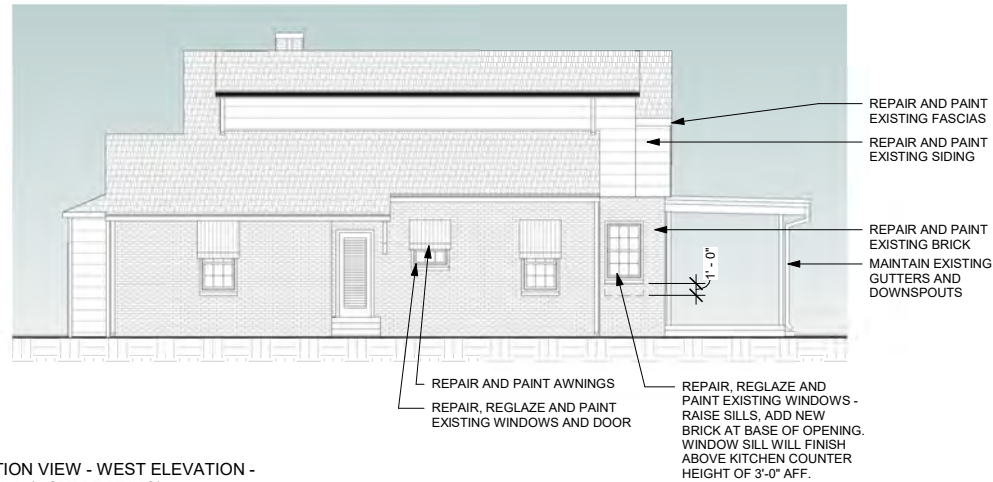 REPAIR AND PAINT
EXISTING FASCIAS
REPAIR AND PAINT
EXISTING SIDING
REPAIR AND PAINT
EXISTING BRICK
MAINTAIN EXISTING
GUTTERS AND
DOWNSPOUTS
1' - 0"
REPAIR AND PAINT AWNINGS
REPAIR, REGLAZE AND PAINT
EXISTING WINDOWS AND DOOR
REPAIR, REGLAZE AND
PAINT EXISTING WINDOWS -
RAISE SILLS, ADD NEW
BRICK AT BASE OF OPENING.
WINDOW SILL WILL FINISH
ABOVE KITCHEN COUNTER
HEIGHT OF 3'-0" AFF.
TION VIEW - WEST ELEVATION -